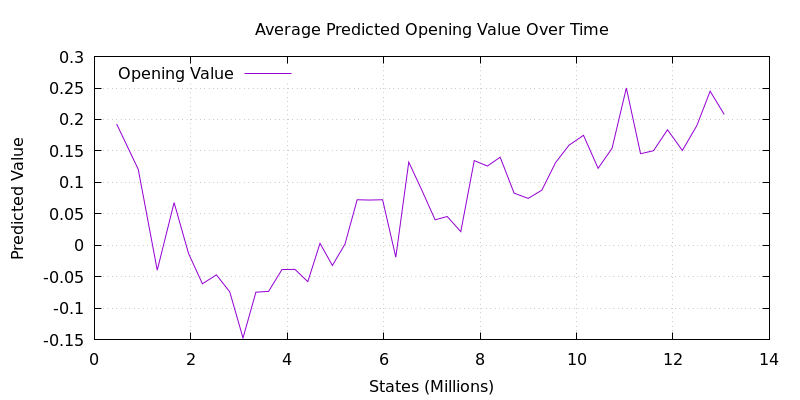 Average Predicted Opening Value Over Time
Opening Value
Predicted Value
0.3
0.25
0.2
0.15
0.1
0.05
0
-0.05
-0.1
-0.15
0 2 4 6 8 10 12 14
States (Millions)